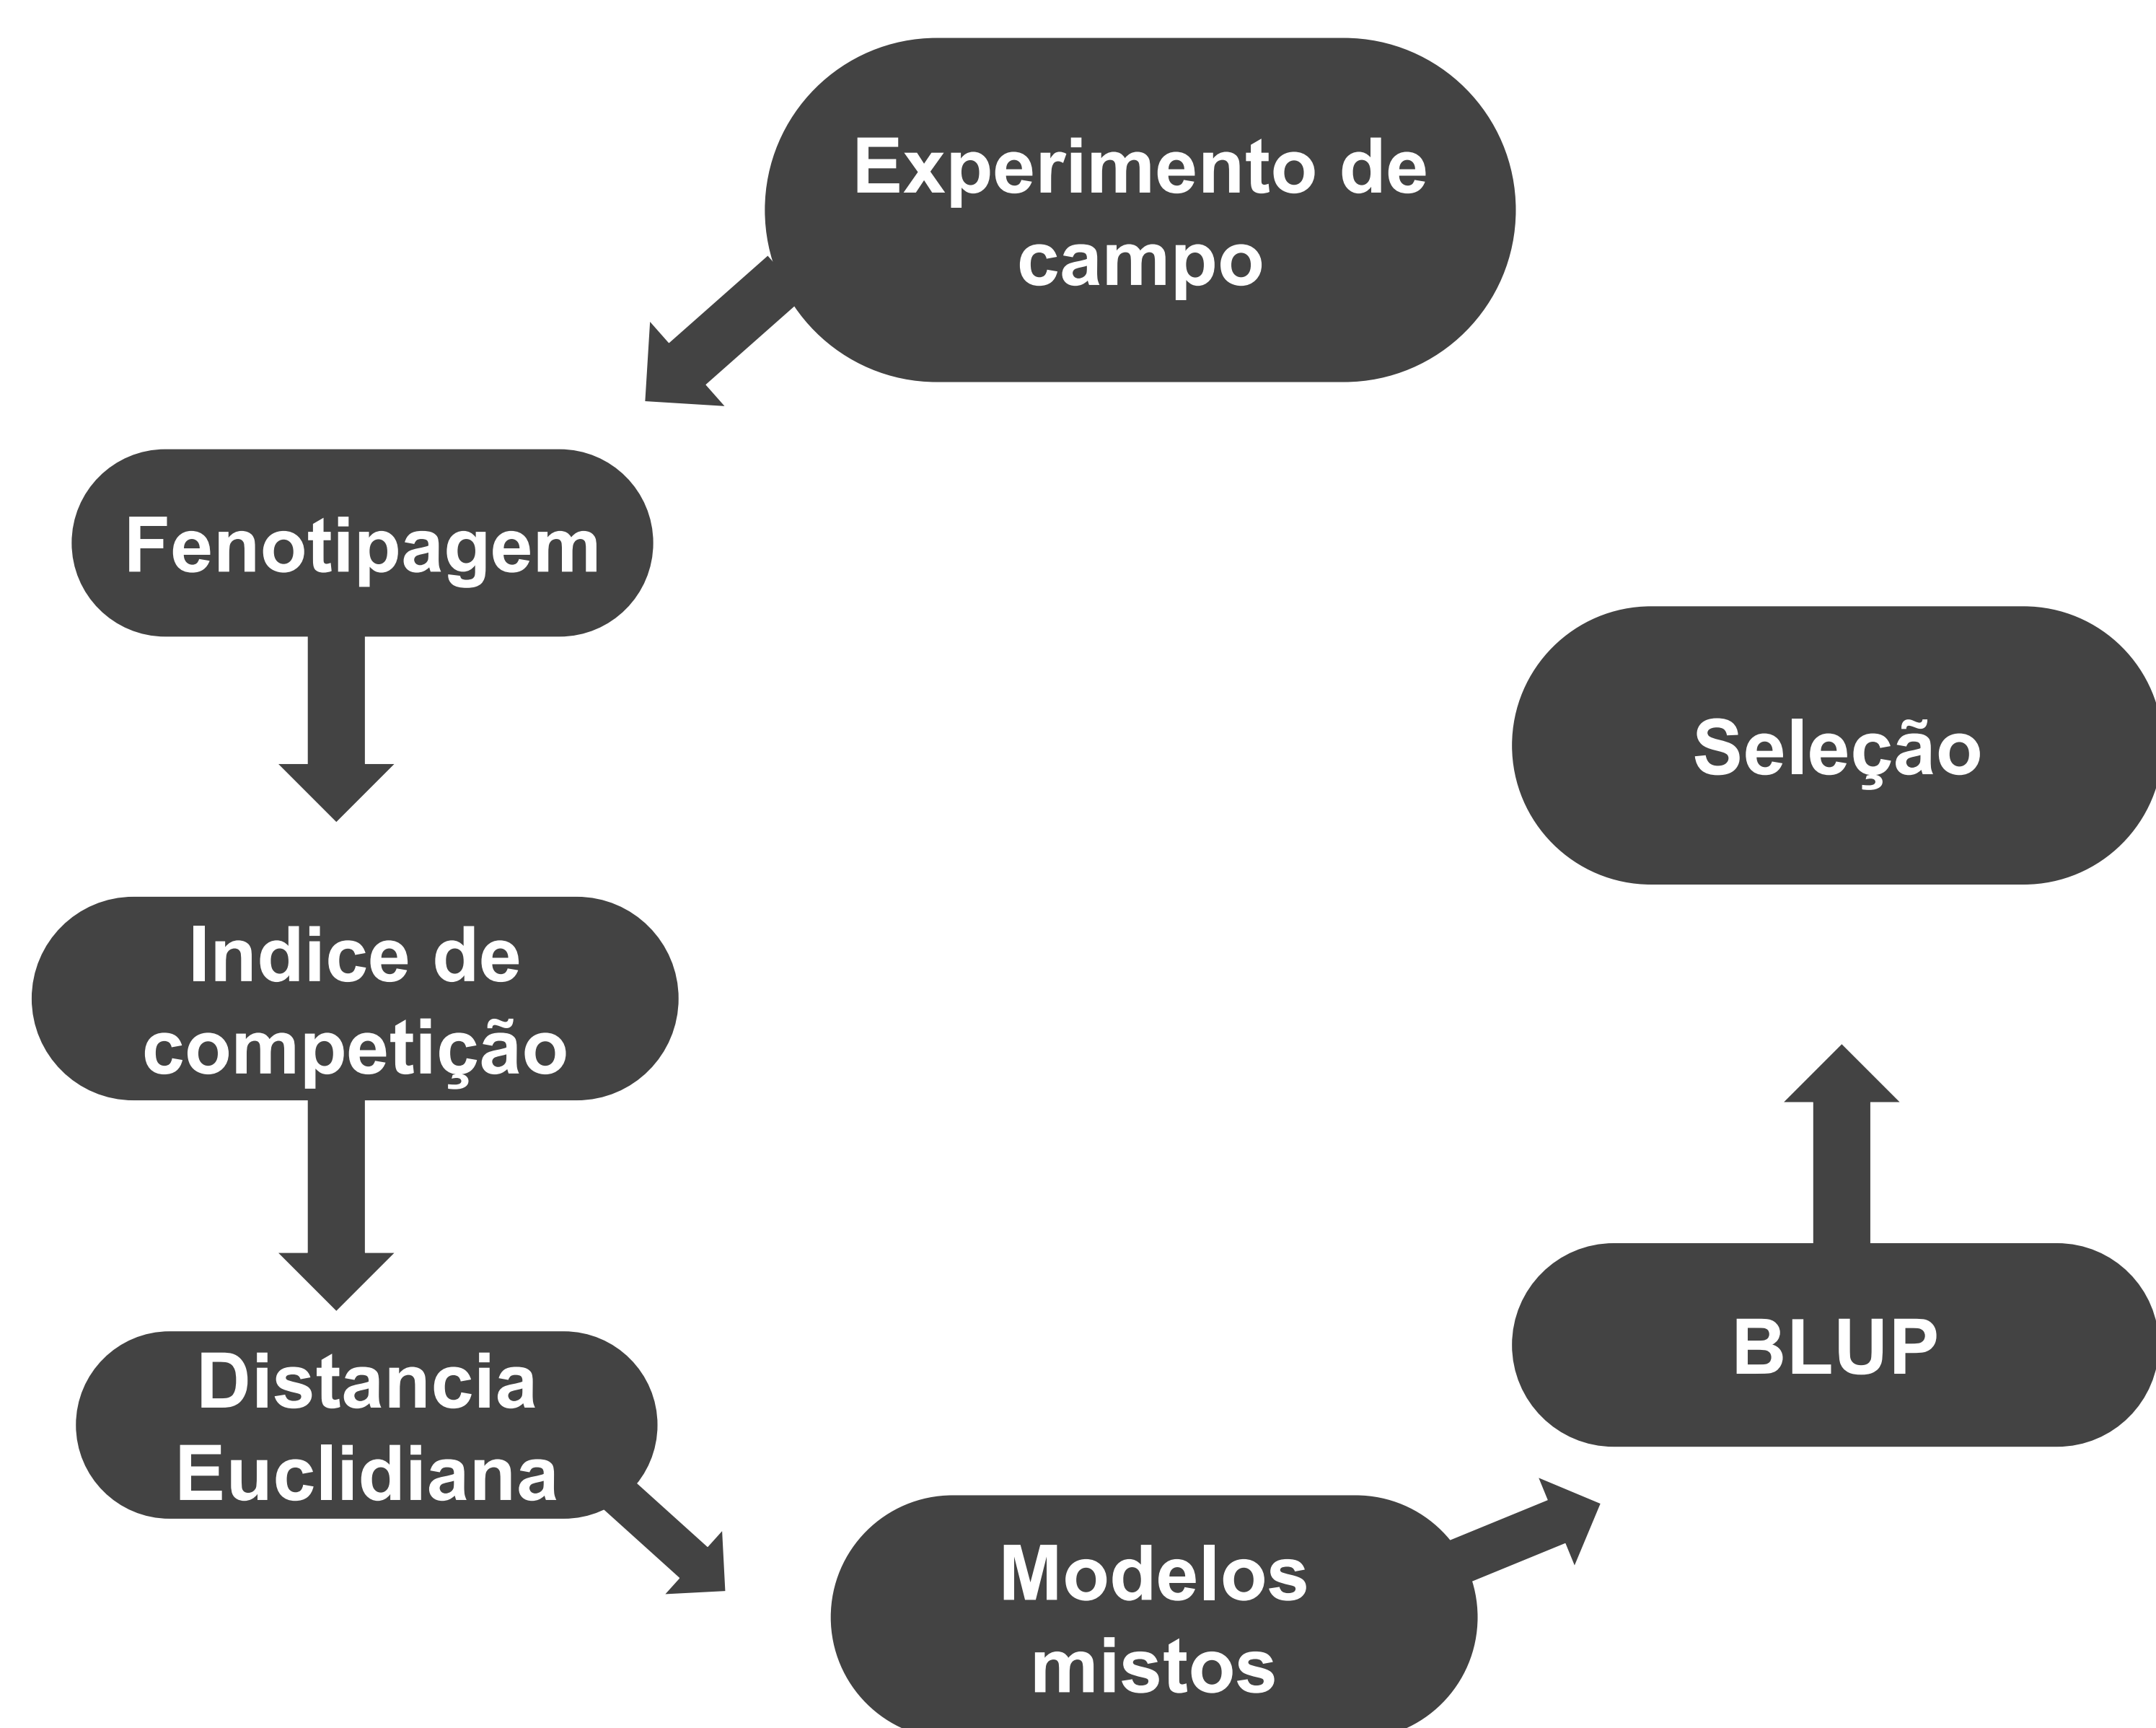 Experimento de
campo
Fenotipagem
Indice de
competição
Distancia
Euclidiana
Modelos
mistos
BLUP
Seleção